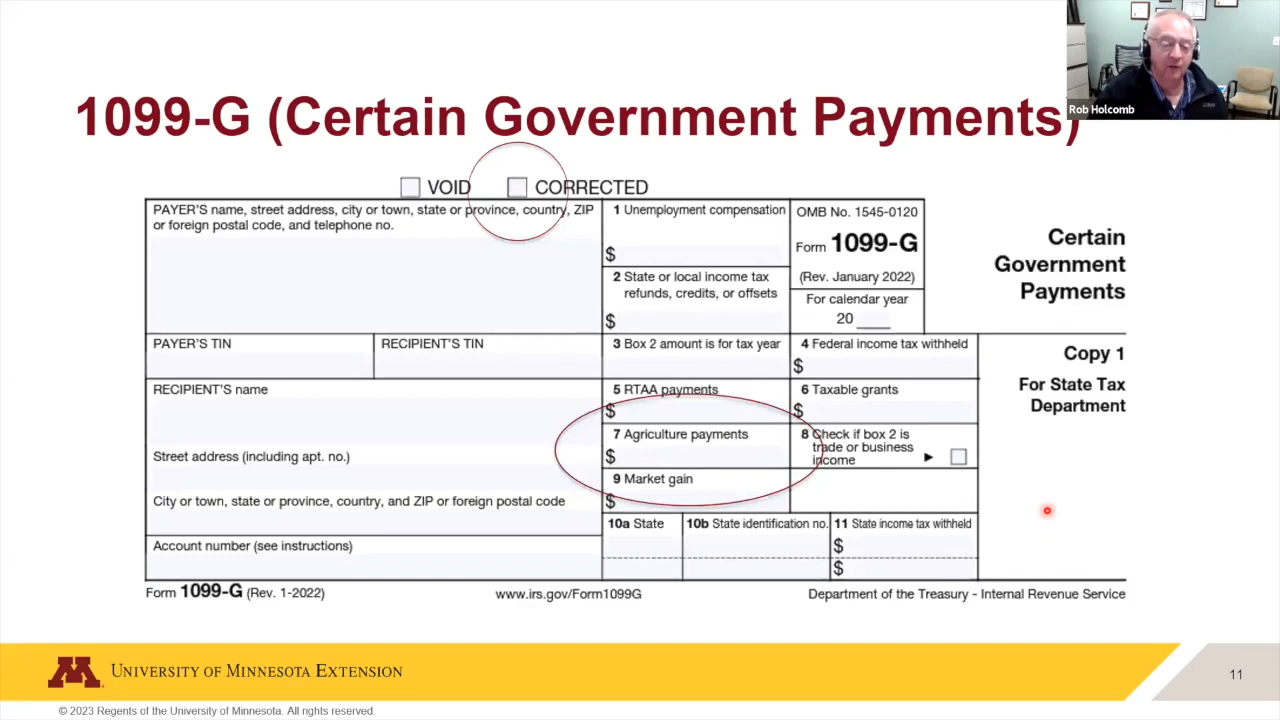 Rob Holcomb
1099-G (Certain Government Payments)
VOID
CORRECTED
PAYER'S name, street address, city or town, state or province, country, ZIP
or foreign postal code, and telephone no.
1 Unemployment compensation
$
OMB No. 1545-0120
Form 1099-G
(Rev. January 2022)
For calendar year
20 ____
Certain
Government
Payments
2 State or local income tax
refunds, credits, or offsets
$
PAYER'S TIN
RECIPIENT'S TIN
3 Box 2 amount is for tax year
4 Federal income tax withheld
$
Copy 1
For State Tax
Department
RECIPIENT'S name
5 RTAA payments
$
6 Taxable grants
$
7 Agriculture payments
$
8 Check if box 2 is
trade or business
income ►
Street address (including apt. no.)
9 Market gain
$
City or town, state or province, country, and ZIP or foreign postal code
10a State
10b State identification no.
11 State income tax withheld
$
$
Account number (see instructions)
Form 1099-G (Rev. 1-2022)
www.irs.gov/Form1099G
Department of the Treasury - Internal Revenue Service
M
UNIVERSITY OF MINNESOTA EXTENSION
11
© 2023 Regents of the University of Minnesota. All rights reserved.